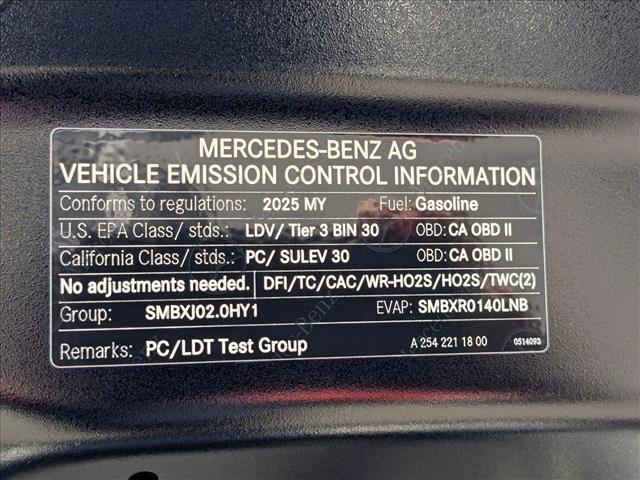 MERCEDES-BENZ AG
VEHICLE EMISSION CONTROL INFORMATION
Conforms to regulations: 2025 MY Fuel: Gasoline
U.S. EPA Class/ stds.: LDV/ Tier 3 BIN 30 OBD: CA OBD II
California Class/ stds.: PC/ SULEV 30 OBD: CA OBD II
No adjustments needed. DFI/TC/CAC/WR-HO2S/HO2S/TWC(2)
Group: SMBXJ02.0HY1 EVAP: SMBXR0140LNB
Remarks: PC/LDT Test Group A 254 221 18 00 0514093